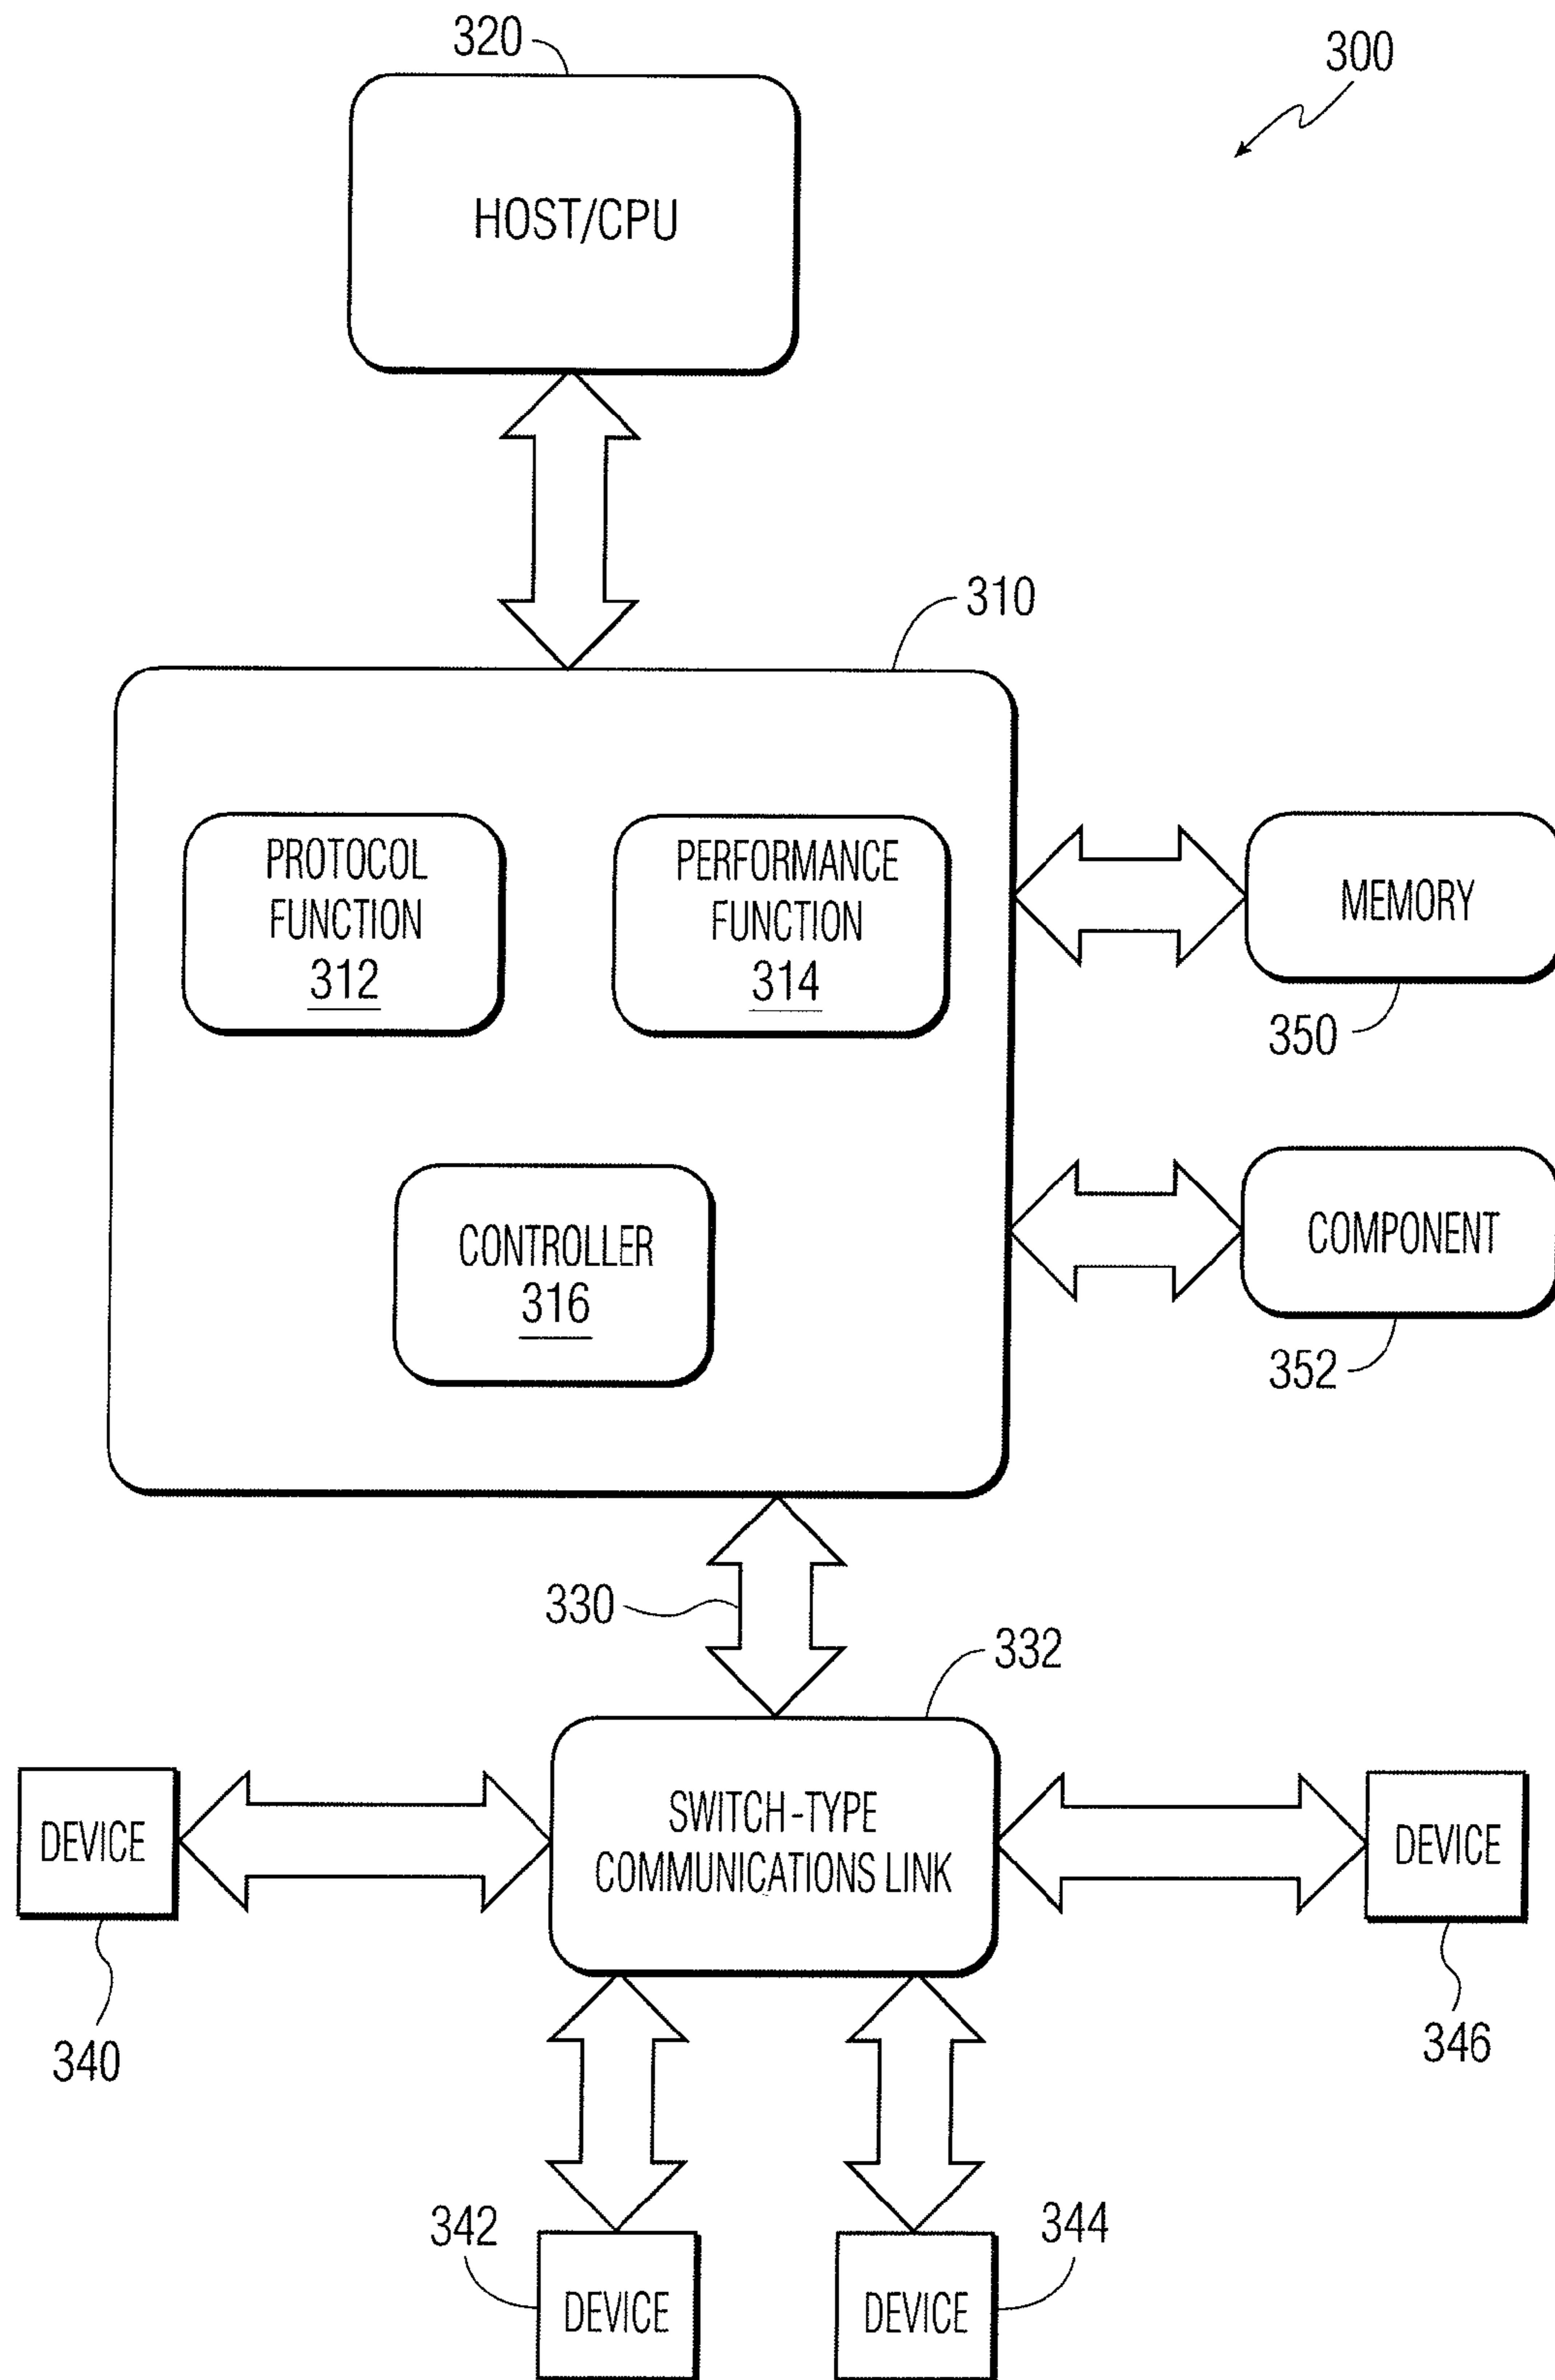 320
300
HOST/CPU
310
PROTOCOL
FUNCTION
312
PERFORMANCE
FUNCTION
314
MEMORY
350
CONTROLLER
316
COMPONENT
352
330
332
SWITCH-TYPE
COMMUNICATIONS LINK
DEVICE
340
DEVICE
346
342
DEVICE
344
DEVICE